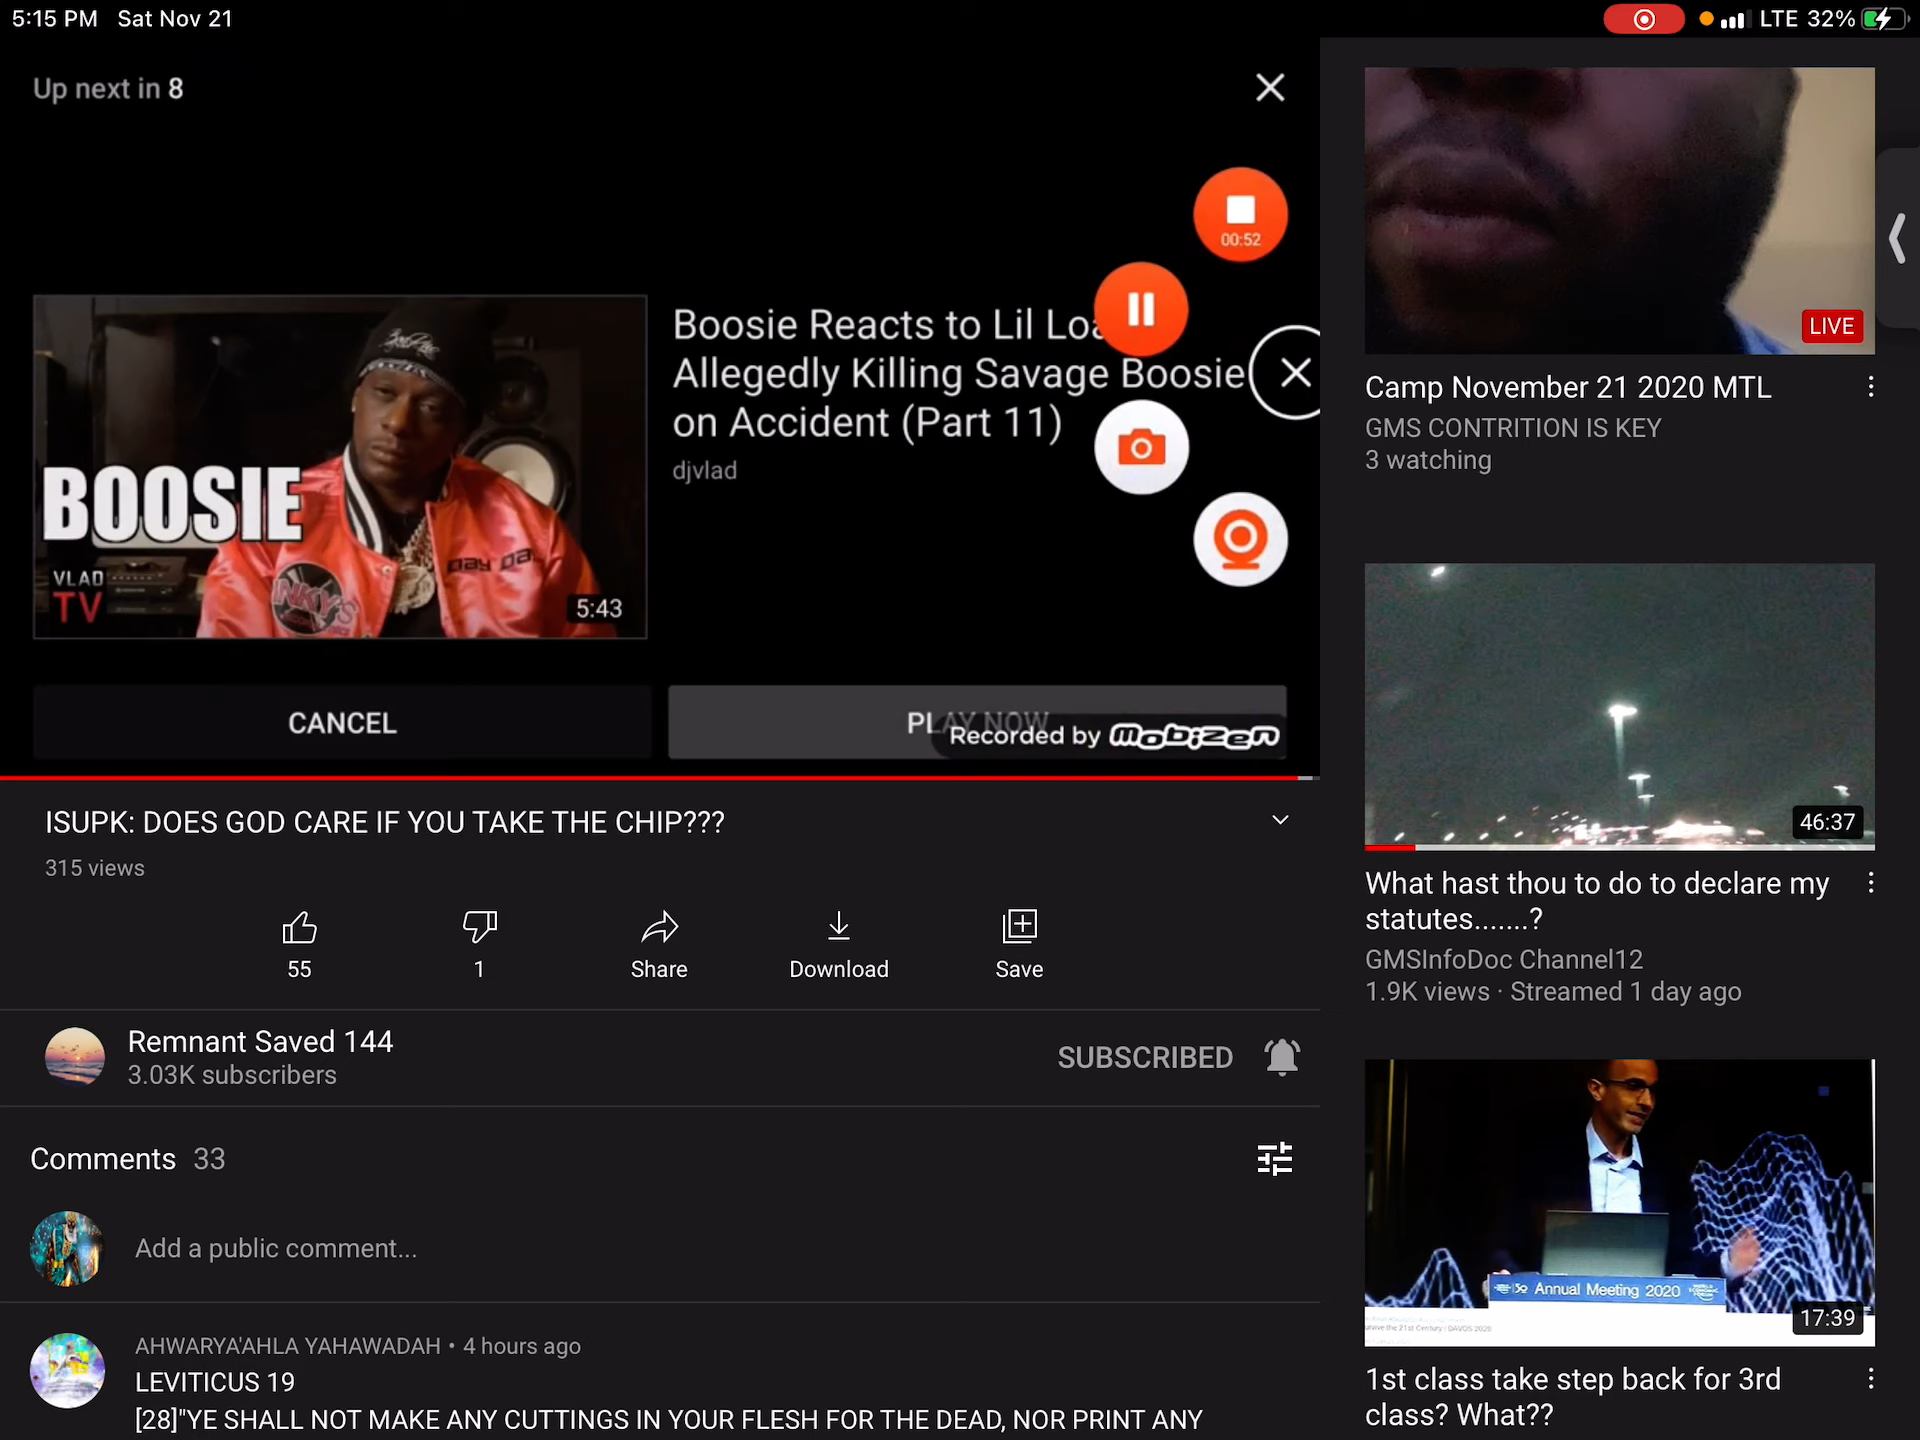 5:15 PM Sat Nov 21
LTE 32%
Up next in 8
00:52
Boosie Reacts to Lil
Allegedly Killing Savage Boosie
on Accident (Part 11)
djvlad
BOOSIE
VLAD
TV
INKY'S
5:43
CANCEL
PLAY NOW
Recorded by mobizen
ISUPK: DOES GOD CARE IF YOU TAKE THE CHIP???
315 views
55
1
Share
Download
Save
Remnant Saved 144
3.03K subscribers
SUBSCRIBED
Comments 33
Add a public comment...
AHWARYA'AHLA YAHAWADAH • 4 hours ago
LEVITICUS 19
[28]"YE SHALL NOT MAKE ANY CUTTINGS IN YOUR FLESH FOR THE DEAD, NOR PRINT ANY
LIVE
Camp November 21 2020 MTL
GMS CONTRITION IS KEY
3 watching
46:37
What hast thou to do to declare my
statutes.......?
GMSInfoDoc Channel12
1.9K views · Streamed 1 day ago
Annual Meeting 2020
17:39
1st class take step back for 3rd
class? What??